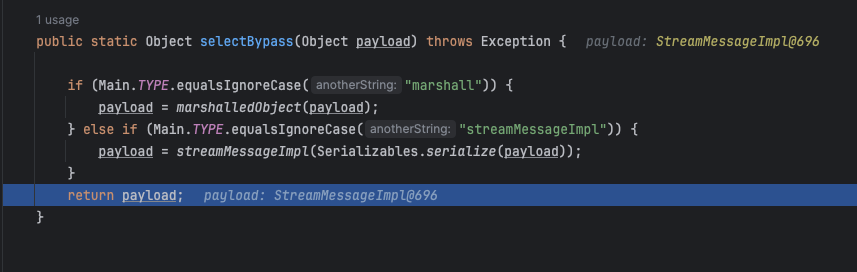 1 usage
public static Object selectBypass(Object payload) throws Exception {   payload: StreamMessageImpl@696
if (Main.TYPE.equalsIgnoreCase( anotherString: "marshall")) {
payload = marshalledObject(payload);
} else if (Main.TYPE.equalsIgnoreCase( anotherString: "streamMessageImpl")) {
payload = streamMessageImpl(Serializables.serialize(payload));
}
return payload;   payload: StreamMessageImpl@696
}